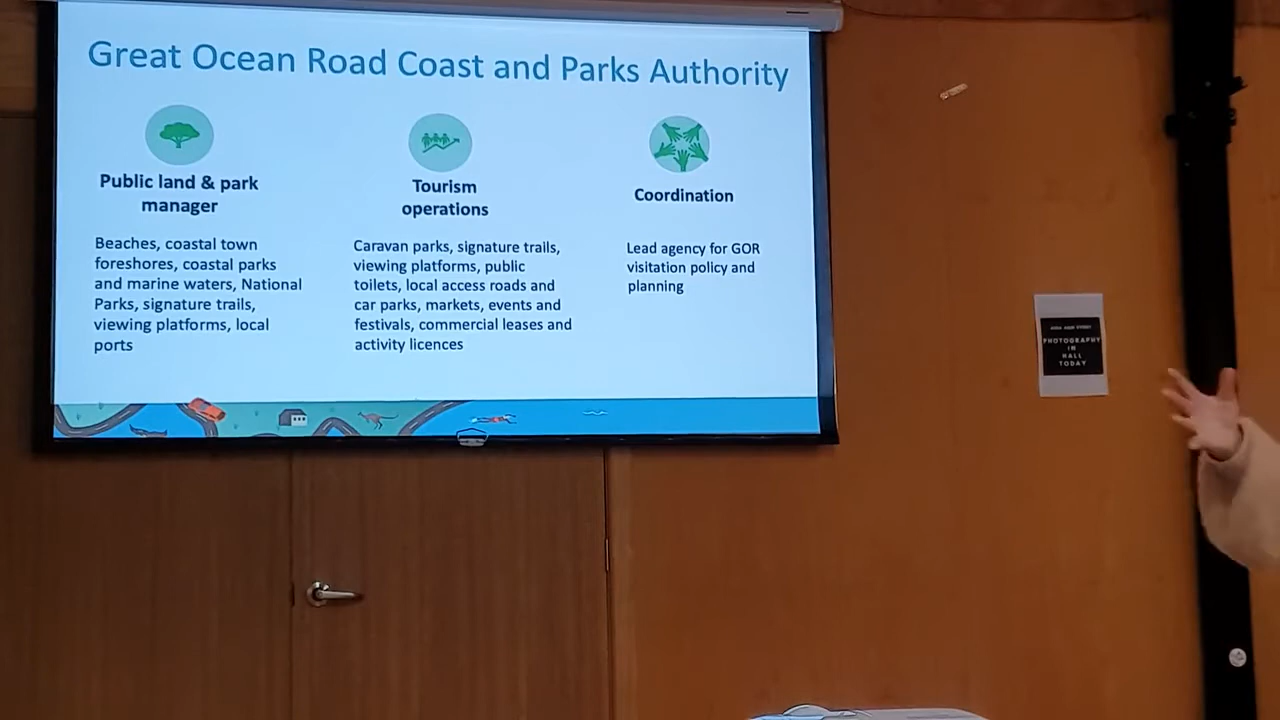 Great Ocean Road Coast and Parks Authority
Public land & park
manager
Beaches, coastal town
foreshores, coastal parks
and marine waters, National
Parks, signature trails,
viewing platforms, local
ports
Tourism
operations
Caravan parks, signature trails,
viewing platforms, public
toilets, local access roads and
car parks, markets, events and
festivals, commercial leases and
activity licences
Coordination
Lead agency for GOR
visitation policy and
planning
PHOTOGRAPHY
IN
HALL
TODAY